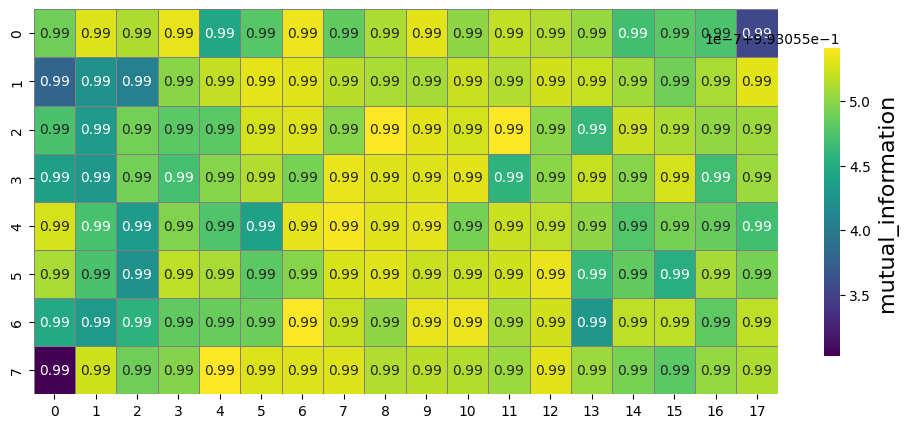 0 0.99 0.99 0.99 0.99 0.99 0.99 0.99 0.99 0.99 0.99 0.99 0.99 0.99 0.99 0.99 0.99 0.99 0.99
1e−7+9.93055e−1
1 0.99 0.99 0.99 0.99 0.99 0.99 0.99 0.99 0.99 0.99 0.99 0.99 0.99 0.99 0.99 0.99 0.99 0.99
2 0.99 0.99 0.99 0.99 0.99 0.99 0.99 0.99 0.99 0.99 0.99 0.99 0.99 0.99 0.99 0.99 0.99 0.99
3 0.99 0.99 0.99 0.99 0.99 0.99 0.99 0.99 0.99 0.99 0.99 0.99 0.99 0.99 0.99 0.99 0.99 0.99
4 0.99 0.99 0.99 0.99 0.99 0.99 0.99 0.99 0.99 0.99 0.99 0.99 0.99 0.99 0.99 0.99 0.99 0.99
5 0.99 0.99 0.99 0.99 0.99 0.99 0.99 0.99 0.99 0.99 0.99 0.99 0.99 0.99 0.99 0.99 0.99 0.99
6 0.99 0.99 0.99 0.99 0.99 0.99 0.99 0.99 0.99 0.99 0.99 0.99 0.99 0.99 0.99 0.99 0.99 0.99
7 0.99 0.99 0.99 0.99 0.99 0.99 0.99 0.99 0.99 0.99 0.99 0.99 0.99 0.99 0.99 0.99 0.99 0.99
0 1 2 3 4 5 6 7 8 9 10 11 12 13 14 15 16 17
5.0
4.5
4.0
3.5
mutual_information